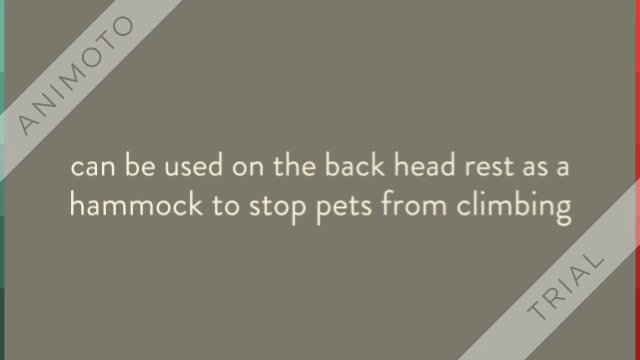 ANIMOTO
can be used on the back head rest as a
hammock to stop pets from climbing
TRIAL